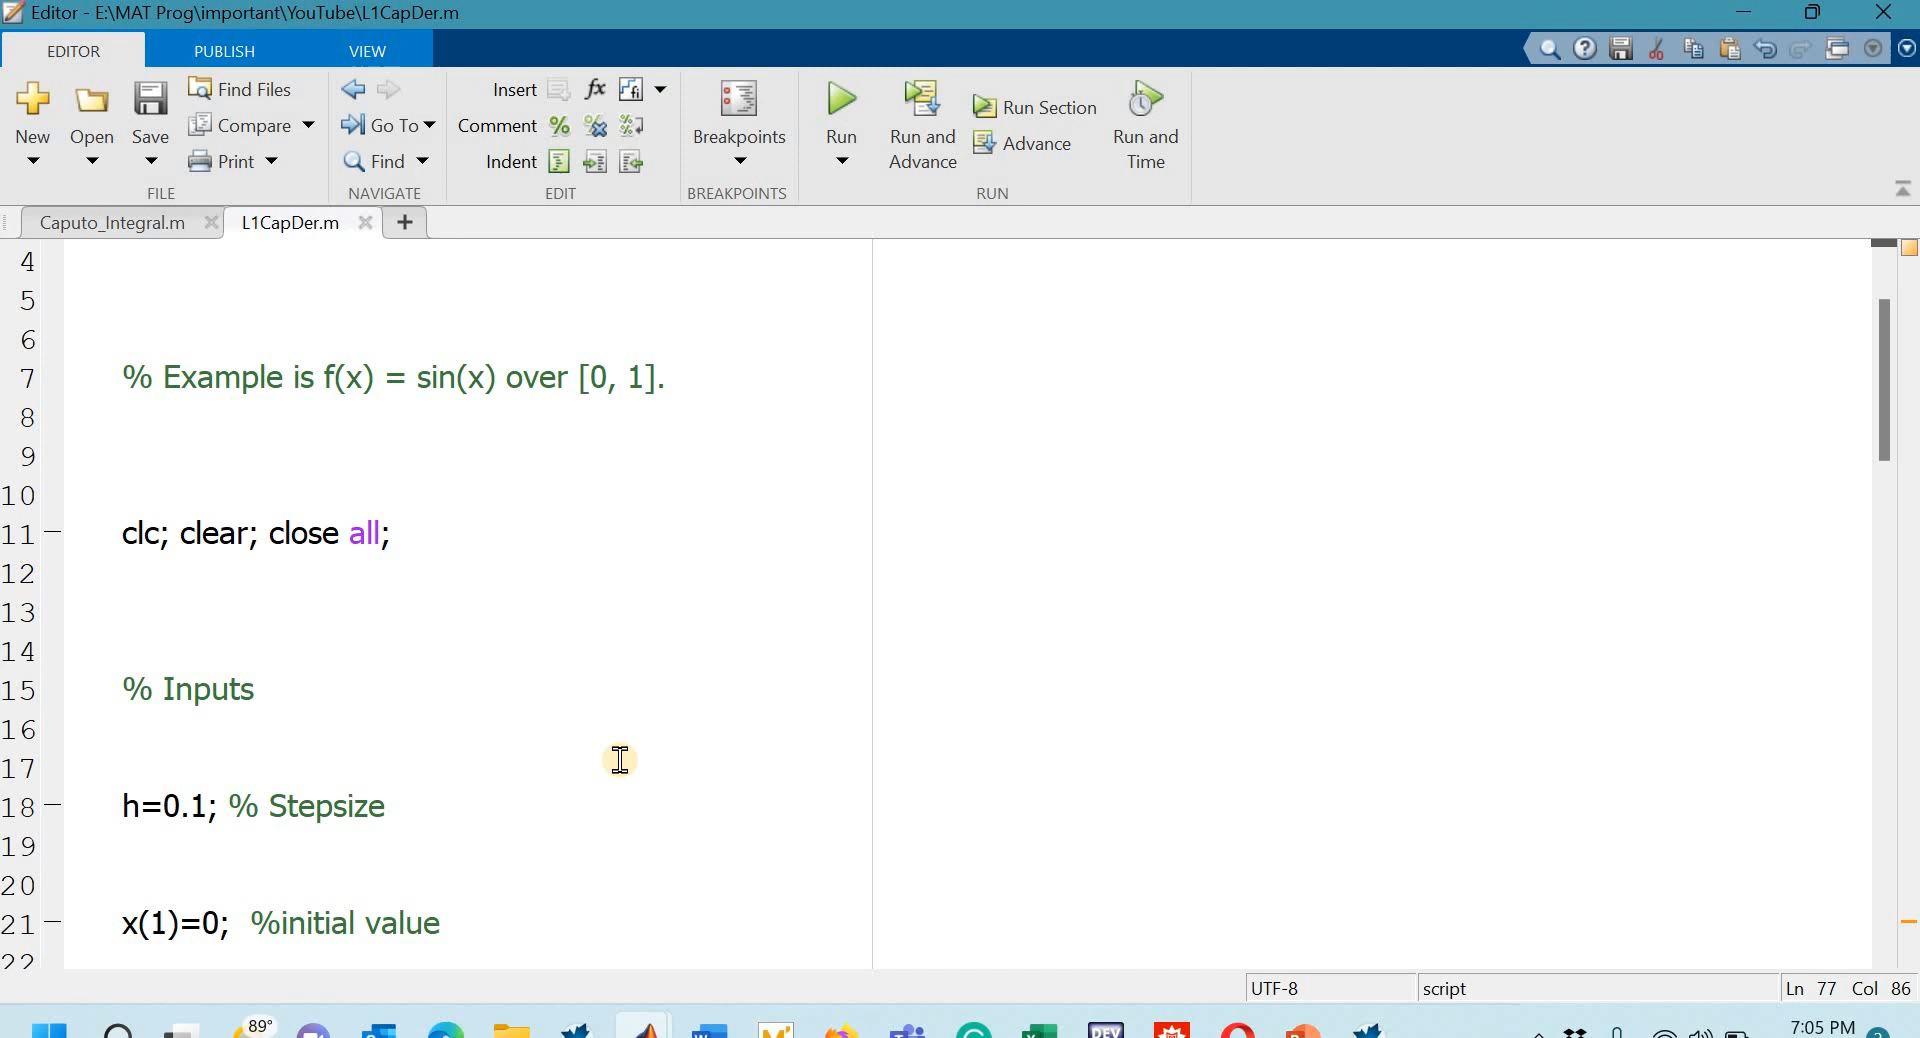 Editor - E:\MAT Prog\important\YouTube\L1CapDer.m
EDITOR PUBLISH VIEW
New Open Save Find Files Compare Print
FILE
Go To Find
NAVIGATE
Insert fx fi
Comment
Indent
EDIT
Breakpoints
BREAKPOINTS
Run Run and Advance Run Section Advance Run and Time
RUN
Caputo_Integral.m L1CapDer.m +
4
5
6
7 % Example is f(x) = sin(x) over [0, 1].
8
9
10
11 – clc; clear; close all;
12
13
14
15 % Inputs
16
17
18 – h=0.1; % Stepsize
19
20
21 – x(1)=0; %initial value
22
UTF-8 script Ln 77 Col 86
89° DEV 7:05 PM